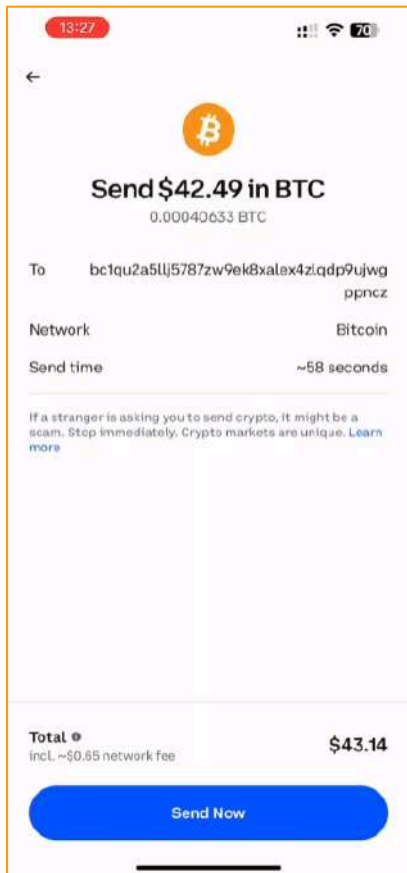 13:27
70
Send $42.49 in BTC
0.00040633 BTC
To
bc1qu2a5llj5787zw9ek8xalex4zlqdp9ujwg
ppncz
Network
Bitcoin
Send time
~58 seconds
If a stranger is asking you to send crypto, it might be a
scam. Stop immediately. Crypto markets are unique. Learn
more
Total
$43.14
incl. ~$0.65 network fee
Send Now